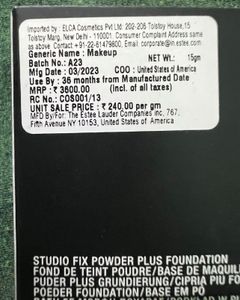 Imported by : ELCA Cosmetics Pvt Ltd: 202-206 Tolstoy House,15
Tolstoy Marg, New Delhi - 110001. Consumer Complaint Address same as
above. Contact + 91-22-61479800, Email: corporate@in.estee.com
Generic Name : Makeup NET Wt.:
Batch No. : A23 15gm
Mfg Date : 03/2023 COO : United States of America
Use By : 36 months from Manufactured Date
MRP : ₹ 3600.00 (incl. of all taxes)
RC No.: COS001/13
UNIT SALE PRICE : ₹ 240.00 per gm
MFD By/For: The Estee Lauder Companies Inc, 767,
Fifth Avenue NY 10153, United States of America
STUDIO FIX POWDER PLUS FOUNDATION
FOND DE TEINT POUDRE/BASE DE MAQUIL
PUDER PLUS GRUNDIERUNG/CIPRIA PIU FO
POEDER FOUNDATION/BASE EM PÓ